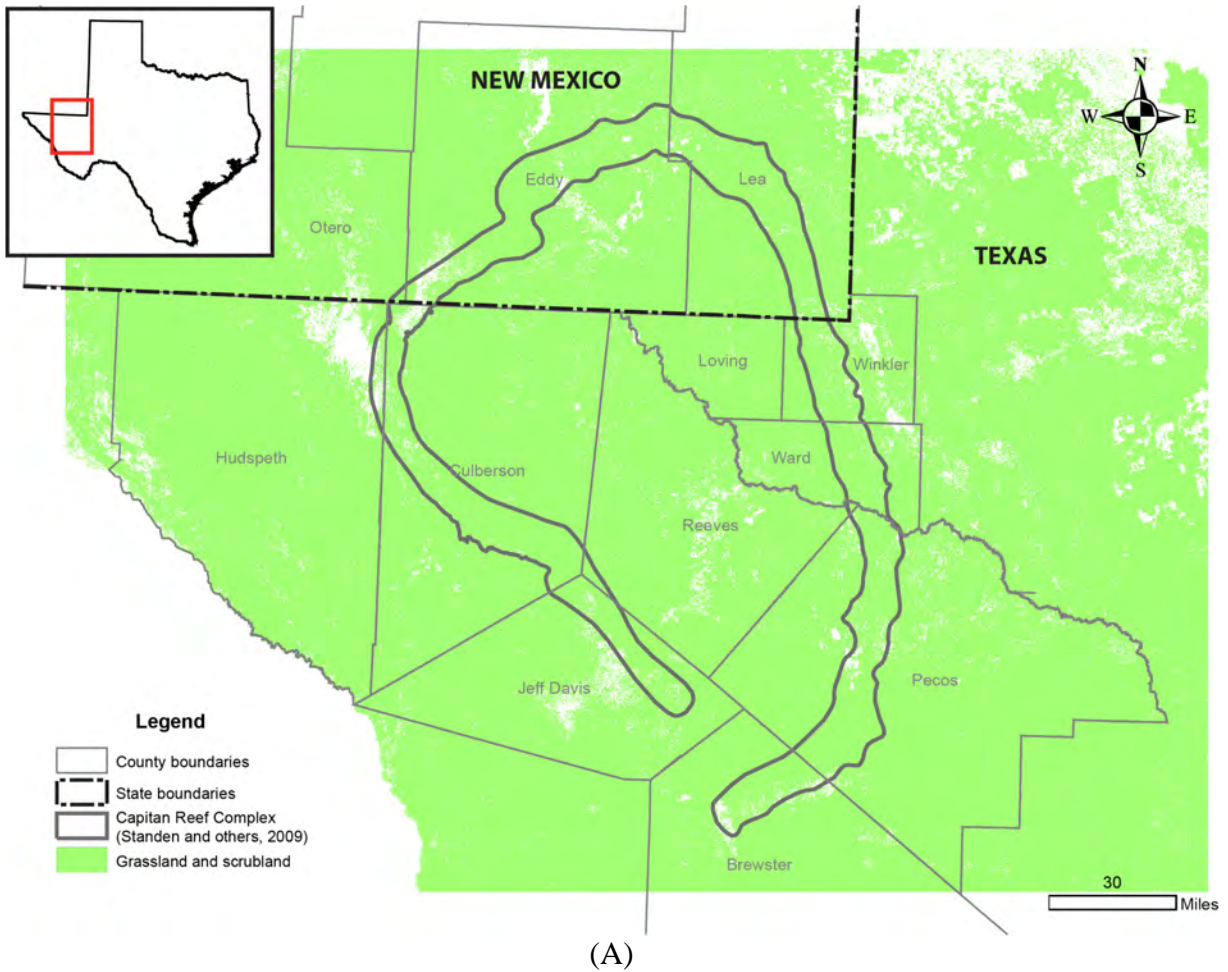 NEW MEXICO
N
W E
S
Eddy
Lea
Otero
TEXAS
Loving
Winkler
Hudspeth
Culberson
Ward
Reeves
Jeff Davis
Pecos
Brewster
Legend
County boundaries
State boundaries
Capitan Reef Complex
(Standen and others, 2009)
Grassland and scrubland
30
Miles
(A)